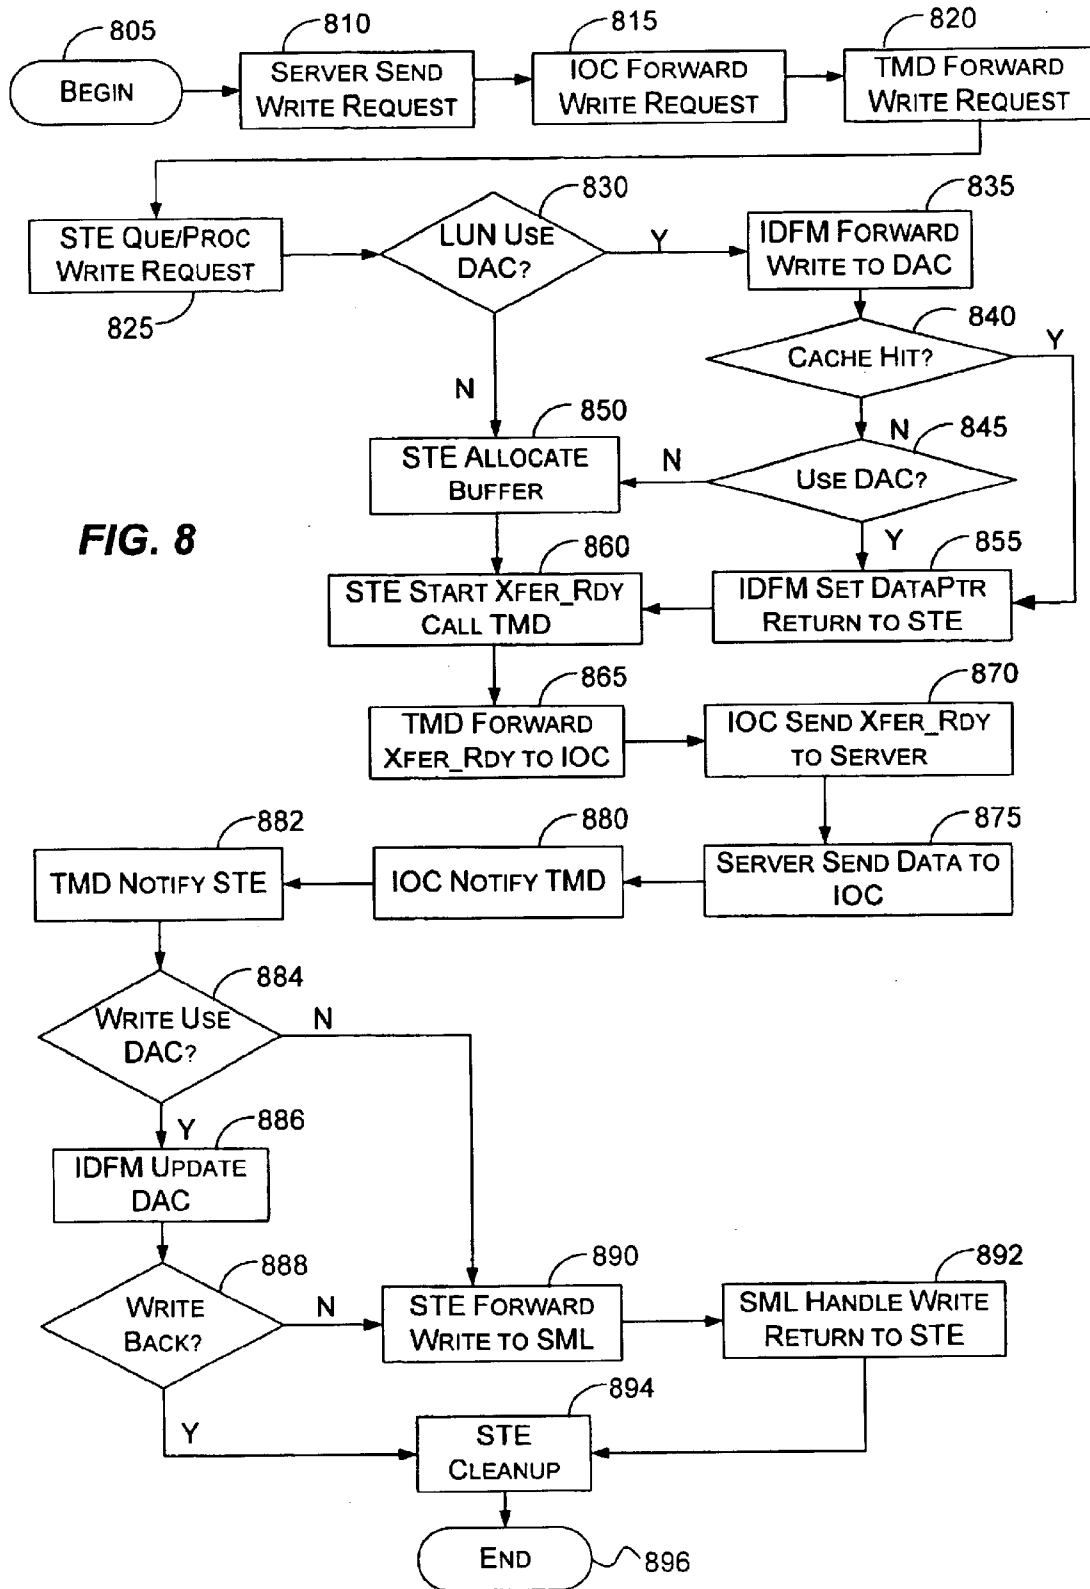 805
BEGIN
810
SERVER SEND
WRITE REQUEST
815
IOC FORWARD
WRITE REQUEST
820
TMD FORWARD
WRITE REQUEST
STE QUE/PROC
WRITE REQUEST
825
830
LUN USE
DAC?
Y
N
835
IDFM FORWARD
WRITE TO DAC
840
CACHE HIT?
Y
N
845
USE DAC?
N
Y
850
STE ALLOCATE
BUFFER
FIG. 8
855
IDFM SET DATAPTR
RETURN TO STE
860
STE START XFER_RDY
CALL TMD
865
TMD FORWARD
XFER_RDY TO IOC
870
IOC SEND XFER_RDY
TO SERVER
875
SERVER SEND DATA TO
IOC
880
IOC NOTIFY TMD
882
TMD NOTIFY STE
884
WRITE USE
DAC?
N
Y
886
IDFM UPDATE
DAC
888
WRITE
BACK?
N
Y
890
STE FORWARD
WRITE TO SML
892
SML HANDLE WRITE
RETURN TO STE
894
STE
CLEANUP
END
896